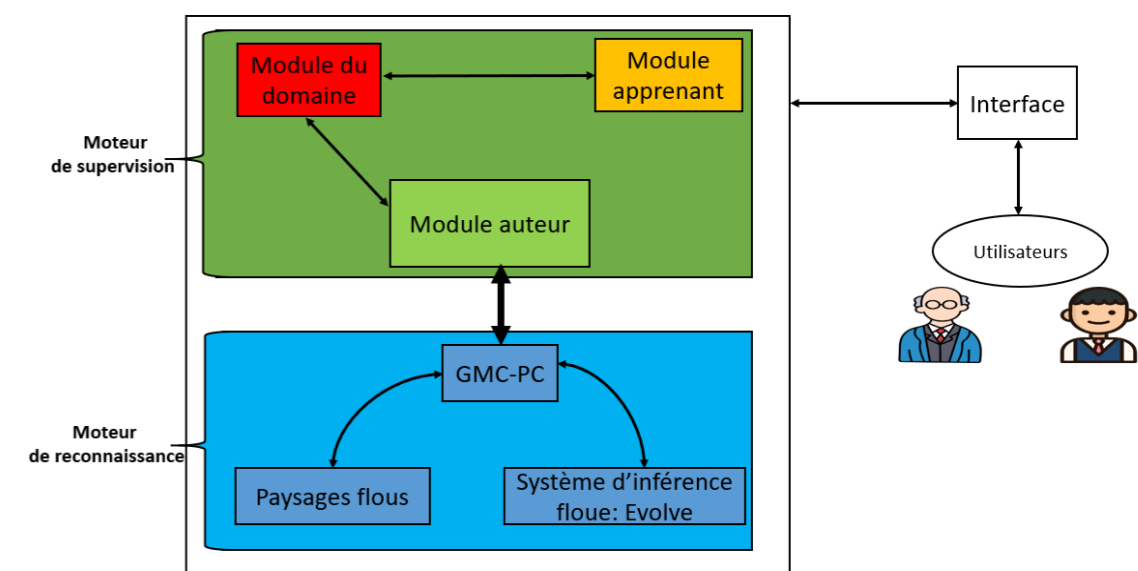 Module du
domaine
Module
apprenant
Interface
Moteur
de supervision
Module auteur
Utilisateurs
GMC-PC
Moteur
de reconnaissance
Paysages flous
Système d’inférence
floue: Evolve